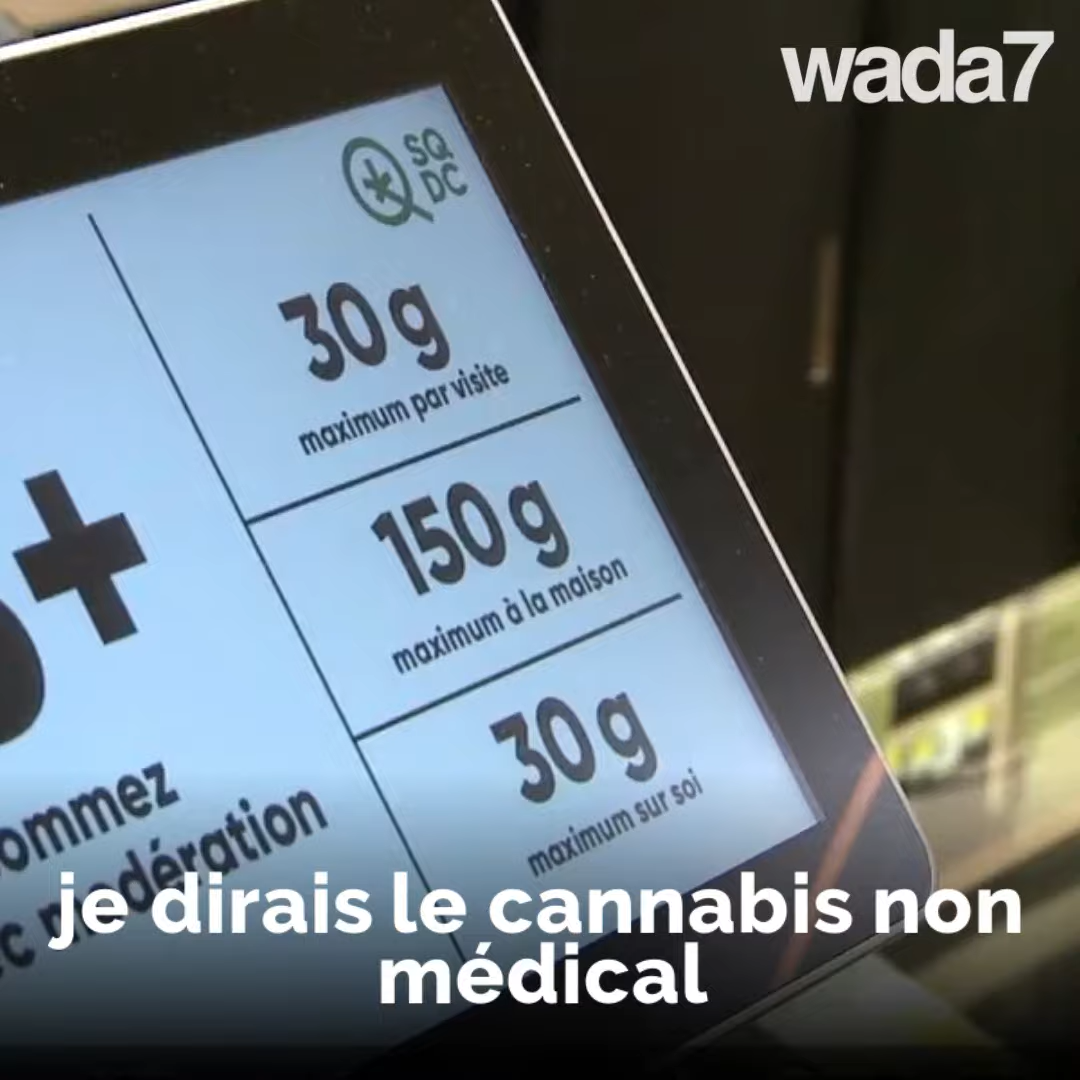 wada7
SQ
DC
30 g
maximum par visite
150 g
maximum à la maison
30 g
maximum sur soi
+
ommez
modération
je dirais le cannabis non
médical